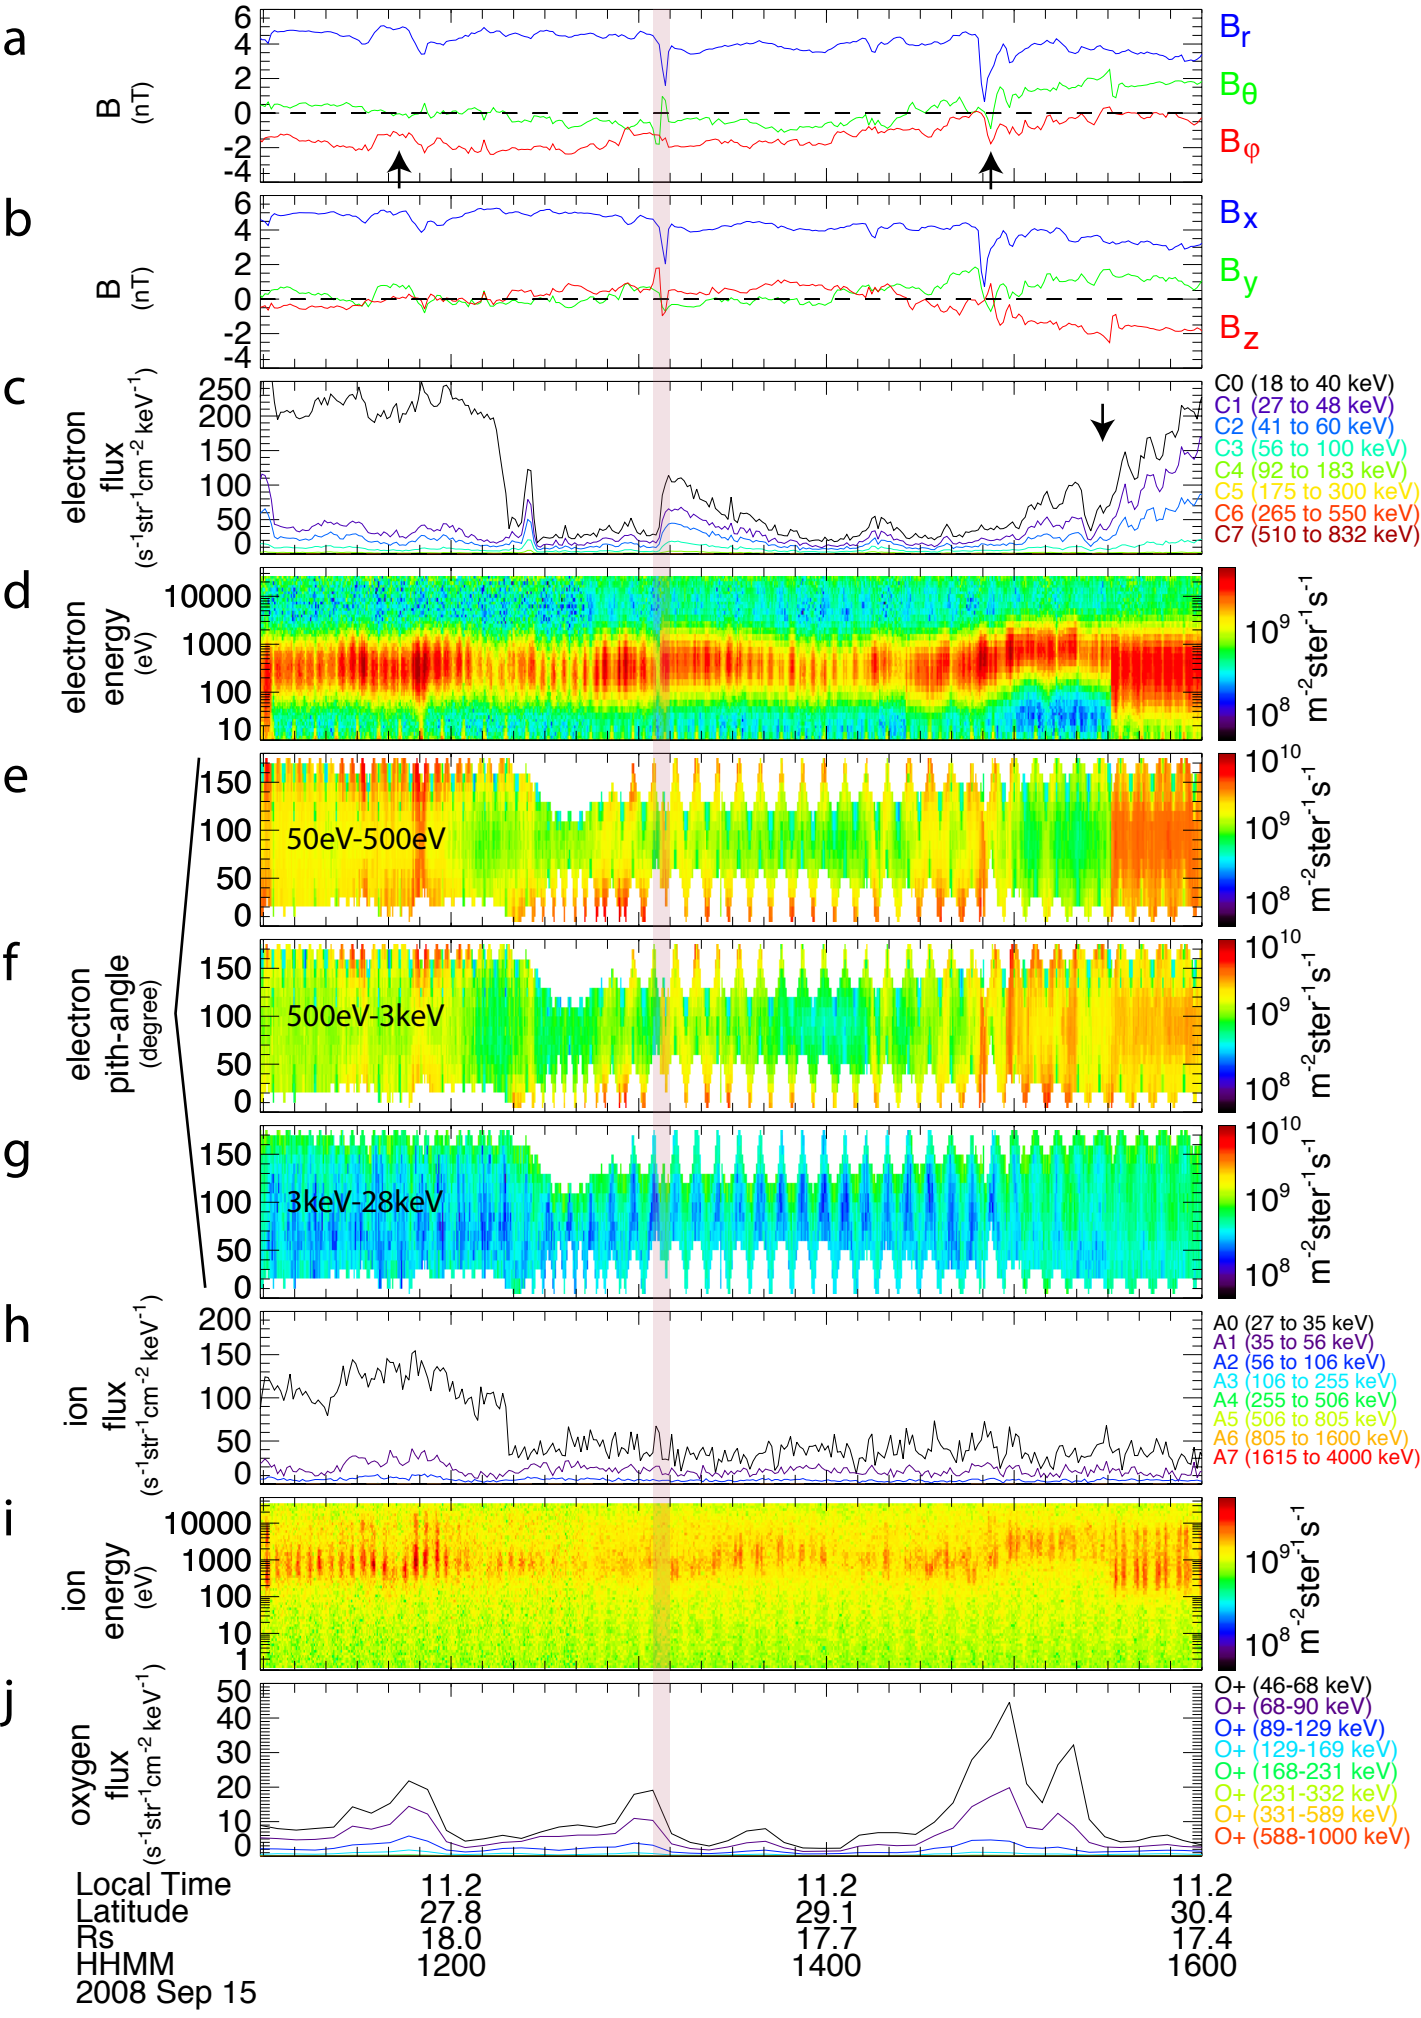 a
6
4
2
0
-2
-4
B
(nT)
Br
Bθ
Bφ
b
6
4
2
0
-2
-4
B
(nT)
Bx
By
Bz
c
250
200
150
100
50
0
electron
flux
(s-1str-1cm-2 keV-1)
C0 (18 to 40 keV)
C1 (27 to 48 keV)
C2 (41 to 60 keV)
C3 (56 to 100 keV)
C4 (92 to 183 keV)
C5 (175 to 300 keV)
C6 (265 to 550 keV)
C7 (510 to 832 keV)
d
10000
1000
100
10
electron
energy
(eV)
10^9
10^8
m-2ster-1s-1
e
150
100
50
0
50eV-500eV
10^10
10^9
10^8
m-2ster-1s-1
f
150
100
50
0
electron
pith-angle
(degree)
500eV-3keV
10^10
10^9
10^8
m-2ster-1s-1
g
150
100
50
0
3keV-28keV
10^10
10^9
10^8
m-2ster-1s-1
h
200
150
100
50
0
ion
flux
(s-1str-1cm-2 keV-1)
A0 (27 to 35 keV)
A1 (35 to 56 keV)
A2 (56 to 106 keV)
A3 (106 to 255 keV)
A4 (255 to 506 keV)
A5 (506 to 805 keV)
A6 (805 to 1600 keV)
A7 (1615 to 4000 keV)
i
10000
1000
100
10
1
ion
energy
(eV)
10^9
10^8
m-2ster-1s-1
j
50
40
30
20
10
0
oxygen
flux
(s-1str-1cm-2 keV-1)
O+ (46-68 keV)
O+ (68-90 keV)
O+ (89-129 keV)
O+ (129-169 keV)
O+ (168-231 keV)
O+ (231-332 keV)
O+ (331-589 keV)
O+ (588-1000 keV)
Local Time 11.2 11.2 11.2
Latitude 27.8 29.1 30.4
Rs 18.0 17.7 17.4
HHMM 1200 1400 1600
2008 Sep 15